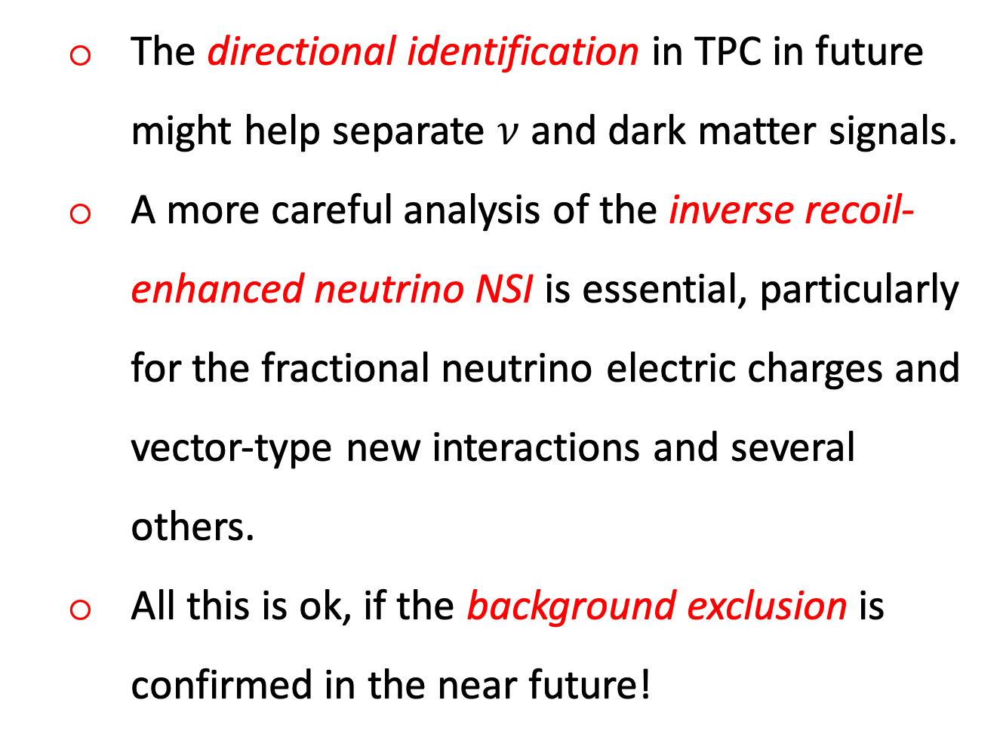 The directional identification in TPC in future
might help separate ν and dark matter signals.
A more careful analysis of the inverse recoil-
enhanced neutrino NSI is essential, particularly
for the fractional neutrino electric charges and
vector-type new interactions and several
others.
All this is ok, if the background exclusion is
confirmed in the near future!